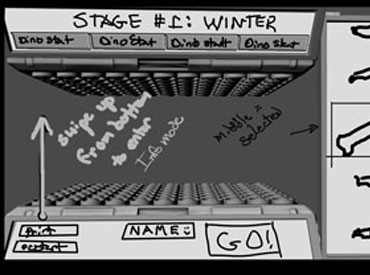 STAGE #1: WINTER
Dino Stat Dino Stat Dino Statt Dino Stat
swipe up
from bottom
to enter
Info mode
middle =
selected
NAME:
GO!